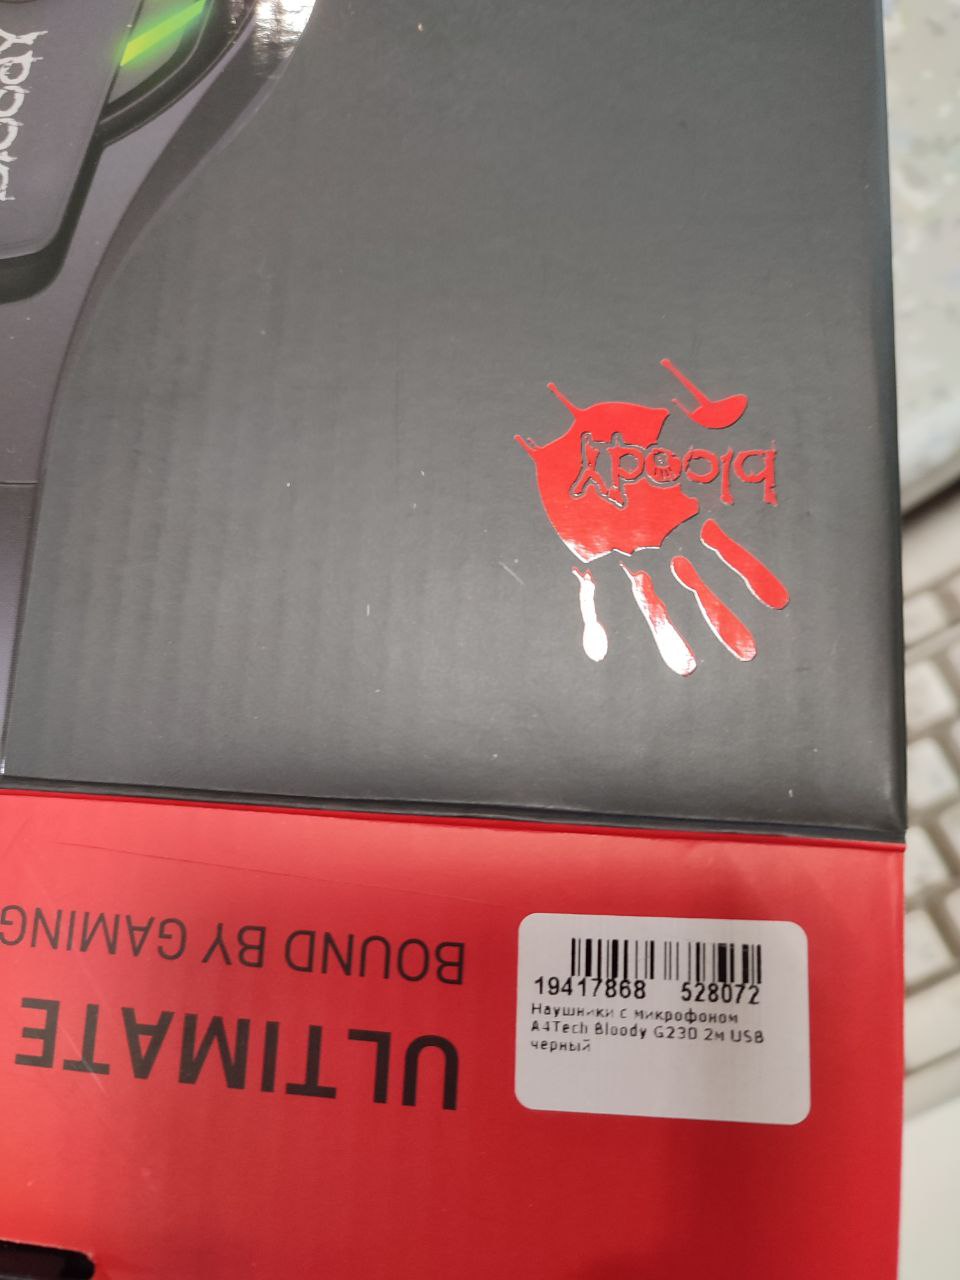 bloody
bloody
BOUND BY GAMING
ULTIMATE
19417868 528072
Наушники с микрофоном
A4Tech Bloody G230 2м USB
черный